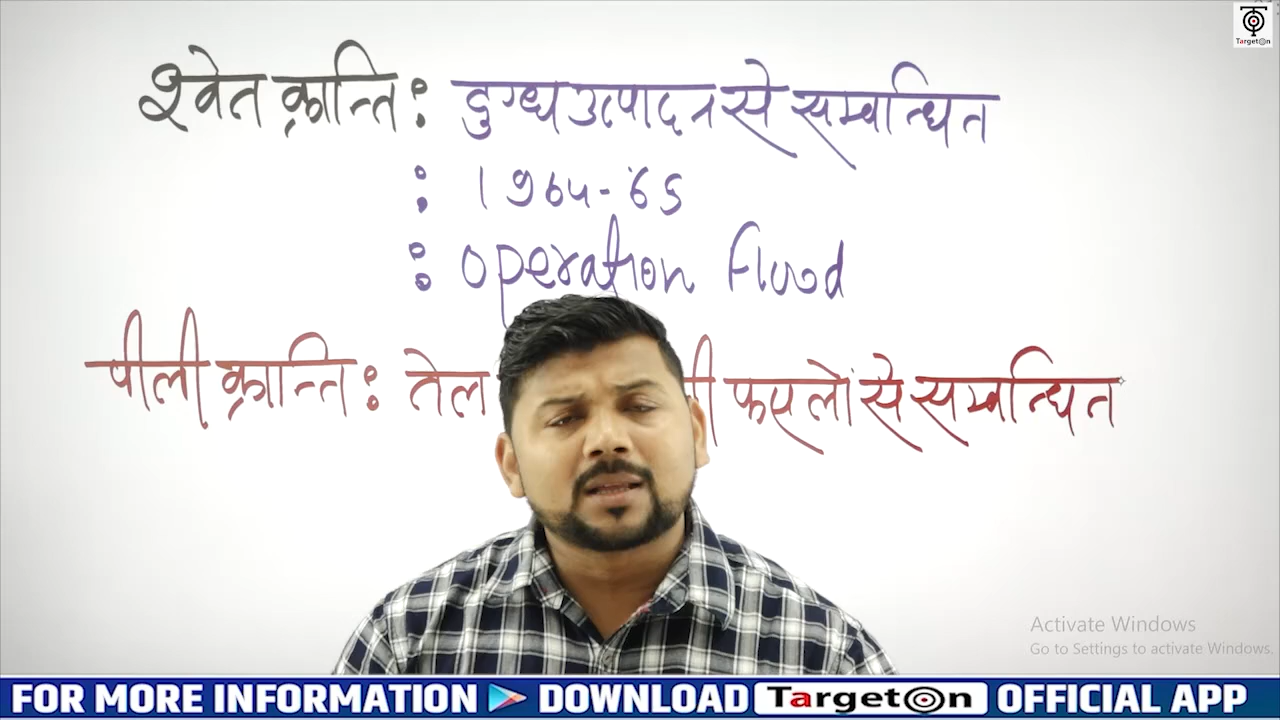 Targeton
श्वेत क्रान्ति : दुग्ध उत्पादन से सम्बन्धित
: 1964-65
: operation flood
पीली क्रान्ति : तेल फसलों से सम्बन्धित
Activate Windows
Go to Settings to activate Windows.
FOR MORE INFORMATION DOWNLOAD Targeton OFFICIAL APP